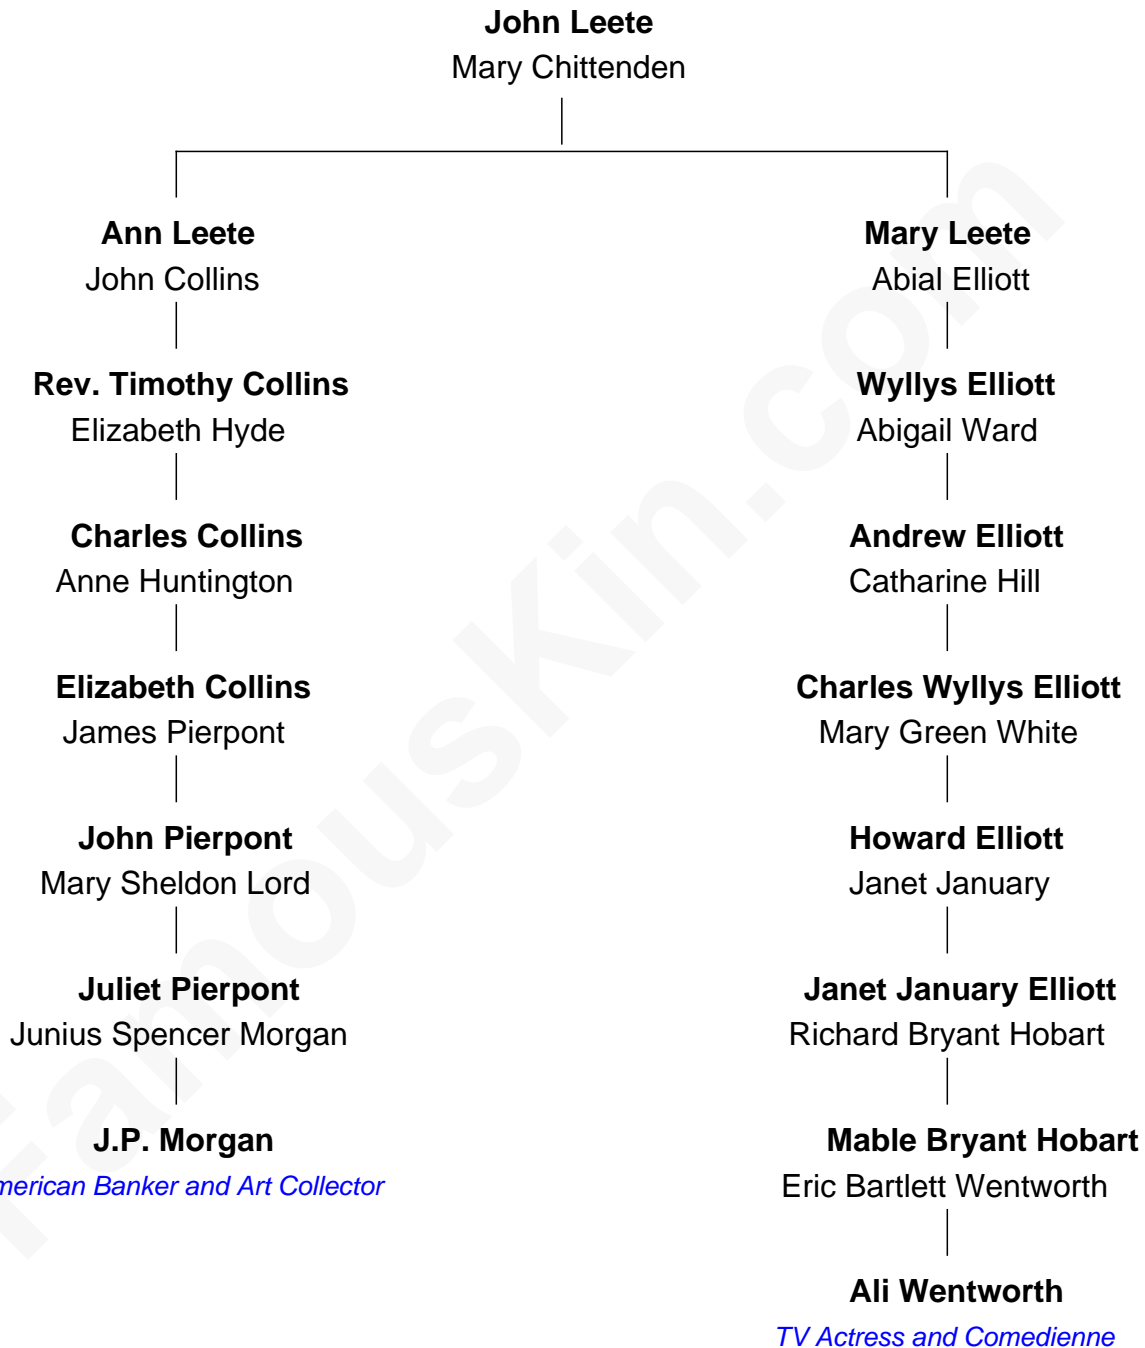 John Leete
Mary Chittenden
Ann Leete
John Collins
Rev. Timothy Collins
Elizabeth Hyde
Charles Collins
Anne Huntington
Elizabeth Collins
James Pierpont
John Pierpont
Mary Sheldon Lord
Juliet Pierpont
Junius Spencer Morgan
J.P. Morgan
merican Banker and Art Collector
Mary Leete
Abial Elliott
Wyllys Elliott
Abigail Ward
Andrew Elliott
Catharine Hill
Charles Wyllys Elliott
Mary Green White
Howard Elliott
Janet January
Janet January Elliott
Richard Bryant Hobart
Mable Bryant Hobart
Eric Bartlett Wentworth
Ali Wentworth
TV Actress and Comedienne
FamousKin.com